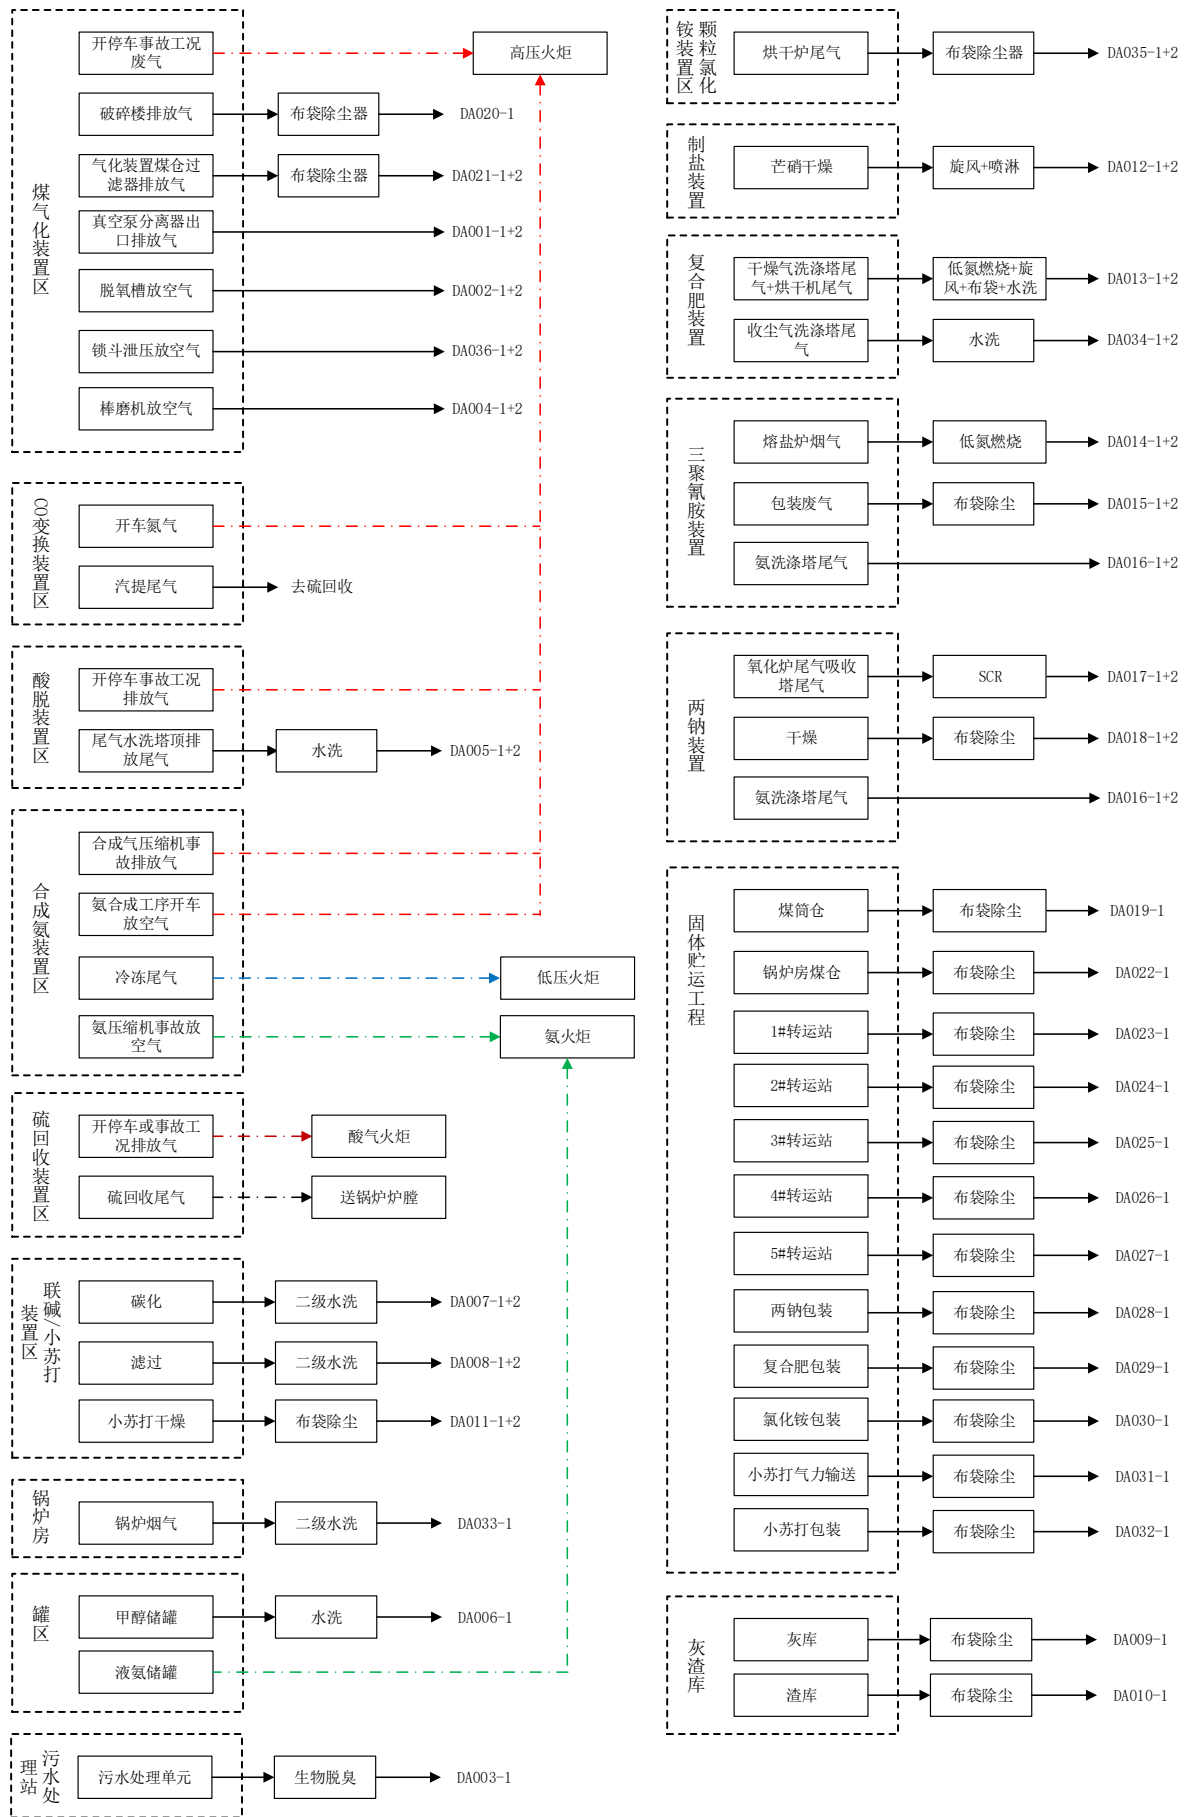 煤气化装置区
开停车事故工况
废气
高压火炬
破碎楼排放气
布袋除尘器
DA020-1
气化装置煤仓过
滤器排放气
布袋除尘器
DA021-1+2
真空泵分离器出
口排放气
DA001-1+2
脱氧槽放空气
DA002-1+2
锁斗泄压放空气
DA036-1+2
棒磨机放空气
DA004-1+2
CO变换装置区
开车氮气
汽提尾气
去硫回收
酸脱装置区
开停车事故工况
排放气
尾气水洗塔顶排
放尾气
水洗
DA005-1+2
合成氨装置区
合成气压缩机事
故排放气
氨合成工序开车
放空气
冷冻尾气
低压火炬
氨压缩机事故放
空气
氨火炬
硫回收装置区
开停车或事故工
况排放气
酸气火炬
硫回收尾气
送锅炉炉膛
联碱/小苏打
装置区
碳化
二级水洗
DA007-1+2
滤过
二级水洗
DA008-1+2
小苏打干燥
布袋除尘
DA011-1+2
锅炉房
锅炉烟气
二级水洗
DA033-1
罐区
甲醇储罐
水洗
DA006-1
液氨储罐
污水处
理站
污水处理单元
生物脱臭
DA003-1
颗粒氯化
铵装置区
烘干炉尾气
布袋除尘器
DA035-1+2
制盐装置
芒硝干燥
旋风+喷淋
DA012-1+2
复合肥装置
干燥气洗涤塔尾
气+烘干机尾气
低氮燃烧+旋
风+布袋+水洗
DA013-1+2
收尘气洗涤塔尾
气
水洗
DA034-1+2
三聚氰胺装置
熔盐炉烟气
低氮燃烧
DA014-1+2
包装废气
布袋除尘
DA015-1+2
氨洗涤塔尾气
DA016-1+2
两钠装置
氧化炉尾气吸收
塔尾气
SCR
DA017-1+2
干燥
布袋除尘
DA018-1+2
氨洗涤塔尾气
DA016-1+2
固体贮运工程
煤筒仓
布袋除尘
DA019-1
锅炉房煤仓
布袋除尘
DA022-1
1#转运站
布袋除尘
DA023-1
2#转运站
布袋除尘
DA024-1
3#转运站
布袋除尘
DA025-1
4#转运站
布袋除尘
DA026-1
5#转运站
布袋除尘
DA027-1
两钠包装
布袋除尘
DA028-1
复合肥包装
布袋除尘
DA029-1
氯化铵包装
布袋除尘
DA030-1
小苏打气力输送
布袋除尘
DA031-1
小苏打包装
布袋除尘
DA032-1
灰渣库
灰库
布袋除尘
DA009-1
渣库
布袋除尘
DA010-1